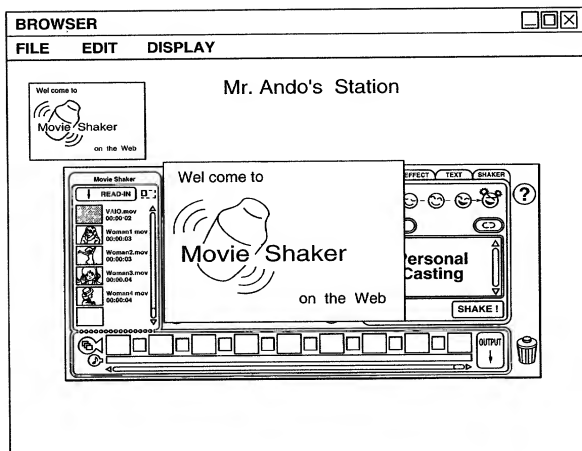 BROWSER
FILE EDIT DISPLAY
Mr. Ando's Station
Wel come to
Movie Shaker
on the Web
Movie Shaker
READ-IN
VAIO.mov
00:00:02
Woman1 mov
00:00:03
Woman2.mov
00:00:03
Woman3.mov
00:00.04
Woman4 mov
00:00:04
Wel come to
Movie Shaker
on the Web
EFFECT TEXT SHAKER
?
Personal
Casting
SHAKE !
OUTPUT